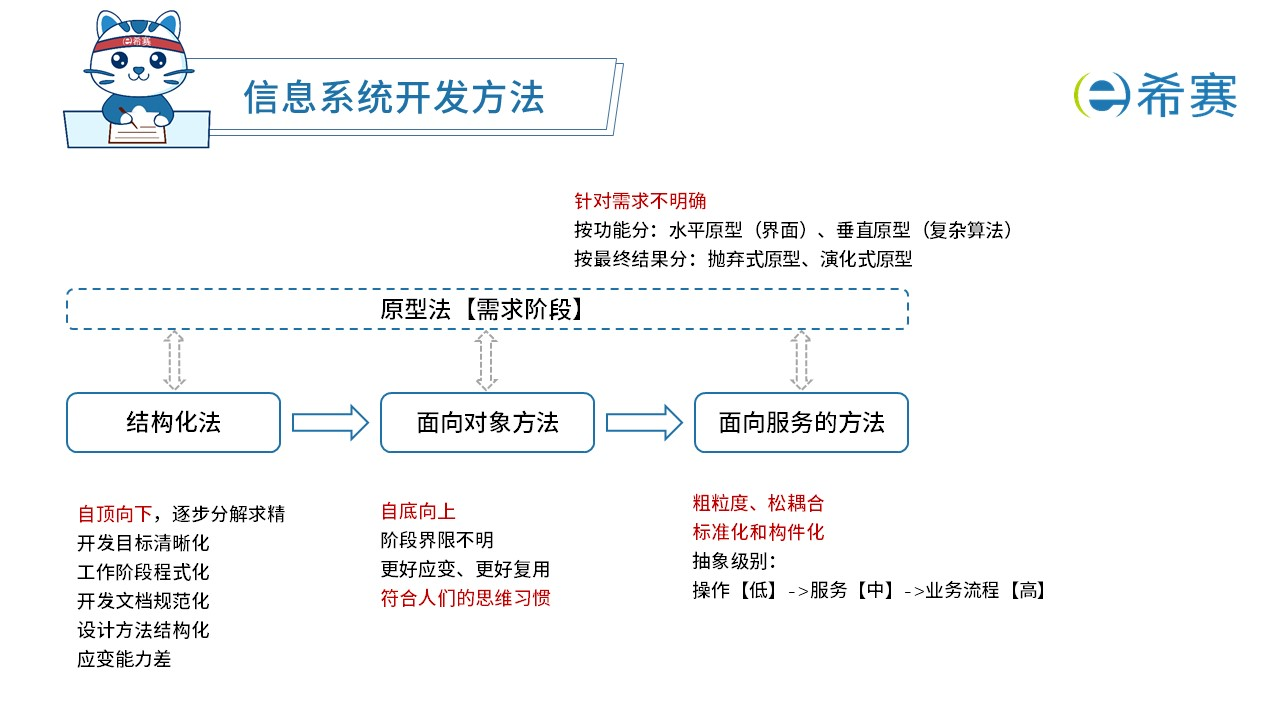 希赛
信息系统开发方法
希赛
针对需求不明确
按功能分：水平原型（界面）、垂直原型（复杂算法）
按最终结果分：抛弃式原型、演化式原型
原型法【需求阶段】
结构化法
面向对象方法
面向服务的方法
自顶向下，逐步分解求精
开发目标清晰化
工作阶段程式化
开发文档规范化
设计方法结构化
应变能力差
自底向上
阶段界限不明
更好应变、更好复用
符合人们的思维习惯
粗粒度、松耦合
标准化和构件化
抽象级别：
操作【低】->服务【中】->业务流程【高】